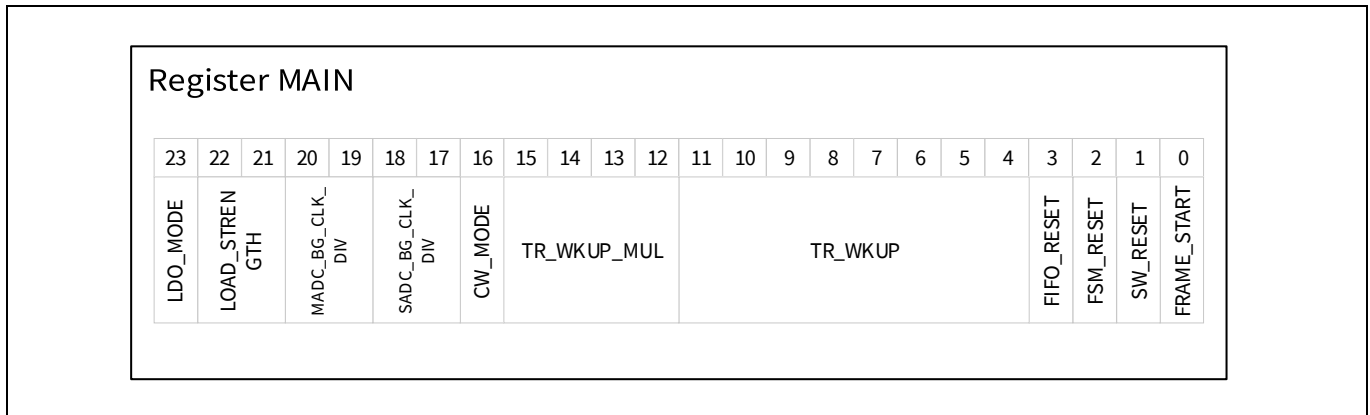 Register MAIN
23 22 21 20 19 18 17 16 15 14 13 12 11 10 9 8 7 6 5 4 3 2 1 0
LDO_MODE
LOAD_STREN
GTH
MADC_BG_CLK_
DIV
SADC_BG_CLK_
DIV
CW_MODE
TR_WKUP_MUL
TR_WKUP
FIFO_RESET
FSM_RESET
SW_RESET
FRAME_START